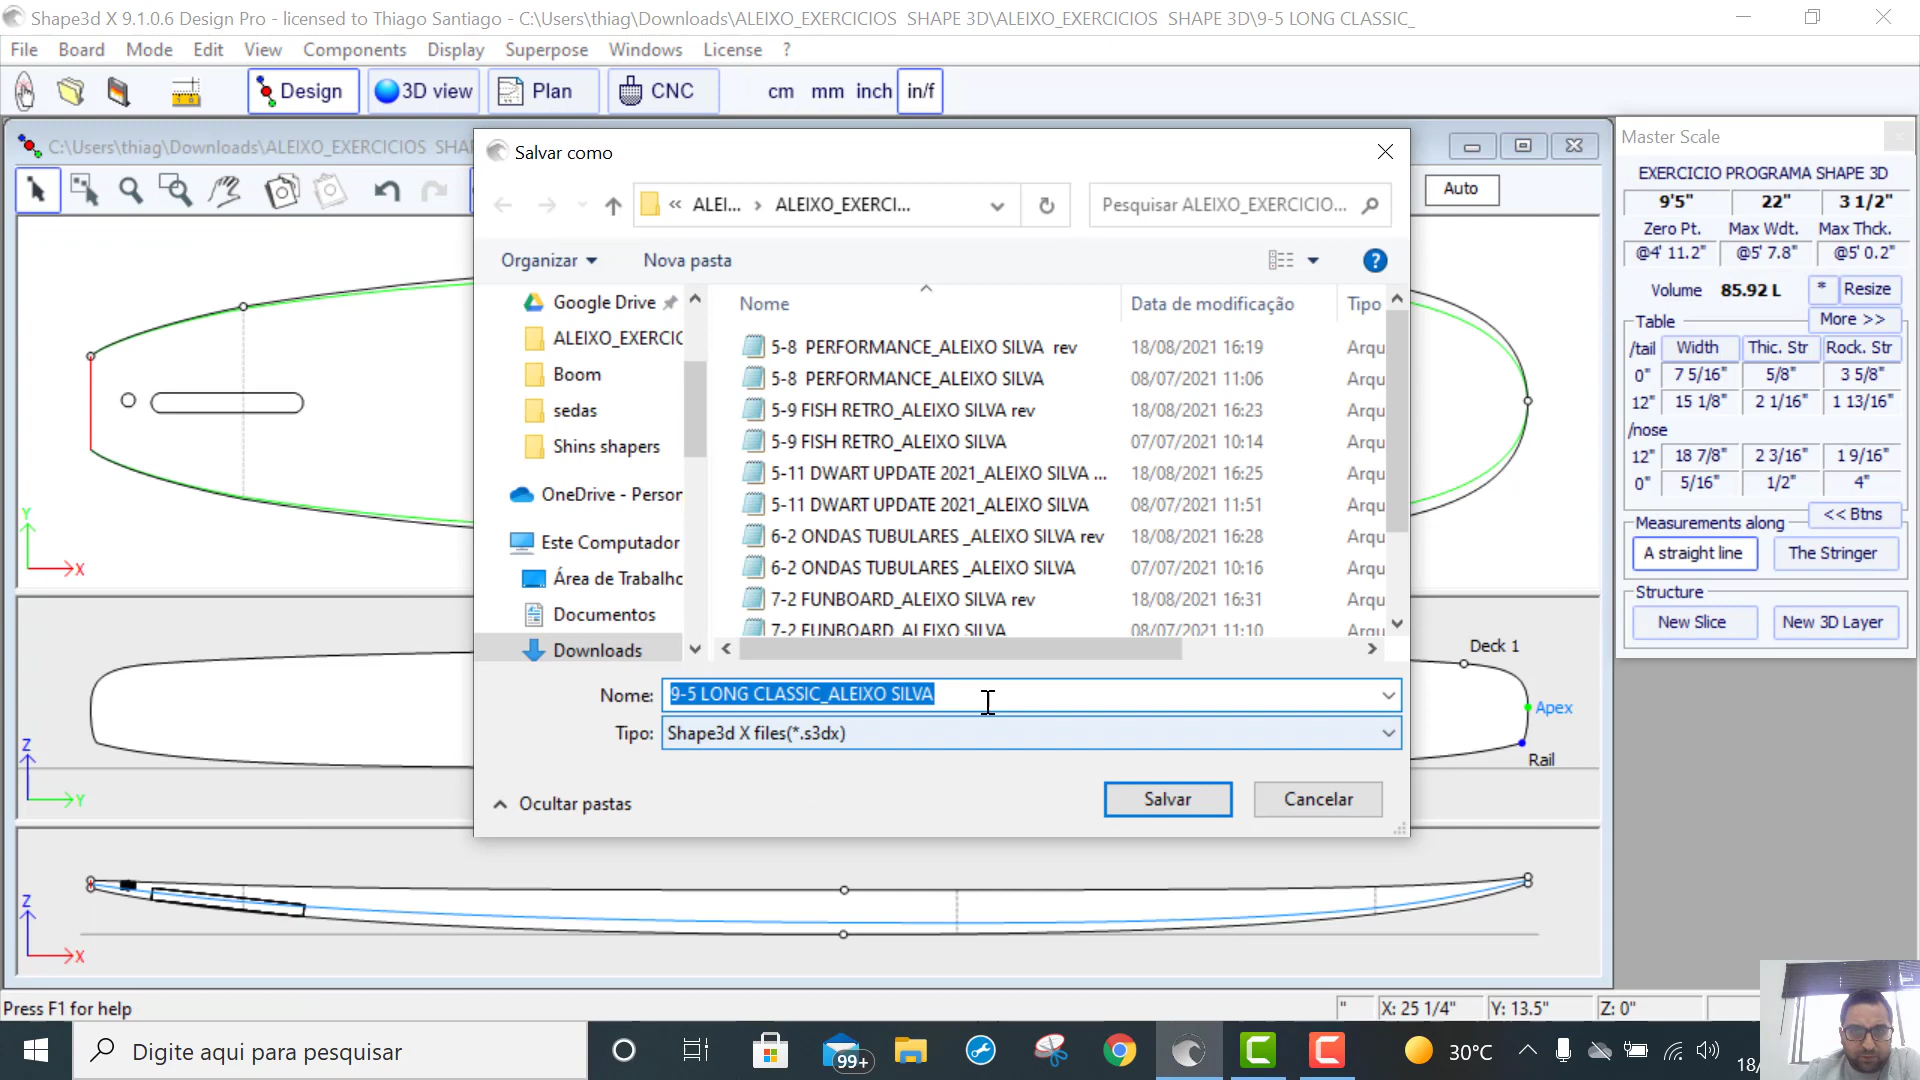 Shape3d X 9.1.0.6 Design Pro - licensed to Thiago Santiago - C:\Users\thiag\Downloads\ALEIXO_EXERCICIOS SHAPE 3D\ALEIXO_EXERCICIOS SHAPE 3D\9-5 LONG CLASSIC_
File Board Mode Edit View Components Display Superpose Windows License ?
Design 3D view Plan CNC cm mm inch in/f
C:\Users\thiag\Downloads\ALEIXO_EXERCICIOS SHA
Auto
Salvar como
« ALEI... › ALEIXO_EXERCI...
Pesquisar ALEIXO_EXERCICIO...
Organizar Nova pasta
Google Drive
ALEIXO_EXERCIC
Boom
sedas
Shins shapers
OneDrive - Person
Este Computador
Área de Trabalho
Documentos
Downloads
Nome Data de modificação Tipo
5-8 PERFORMANCE_ALEIXO SILVA rev 18/08/2021 16:19 Arqu
5-8 PERFORMANCE_ALEIXO SILVA 08/07/2021 11:06 Arqu
5-9 FISH RETRO_ALEIXO SILVA rev 18/08/2021 16:23 Arqu
5-9 FISH RETRO_ALEIXO SILVA 07/07/2021 10:14 Arqu
5-11 DWART UPDATE 2021_ALEIXO SILVA ... 18/08/2021 16:25 Arqu
5-11 DWART UPDATE 2021_ALEIXO SILVA 08/07/2021 11:51 Arqu
6-2 ONDAS TUBULARES _ALEIXO SILVA rev 18/08/2021 16:28 Arqu
6-2 ONDAS TUBULARES _ALEIXO SILVA 07/07/2021 10:16 Arqu
7-2 FUNBOARD_ALEIXO SILVA rev 18/08/2021 16:31 Arqu
7-2 FUNBOARD_ALEIXO SILVA 08/07/2021 11:10 Arqu
Nome: 9-5 LONG CLASSIC_ALEIXO SILVA
Tipo: Shape3d X files(*.s3dx)
Ocultar pastas
Salvar Cancelar
Master Scale
EXERCICIO PROGRAMA SHAPE 3D
9'5" 22" 3 1/2"
Zero Pt. Max Wdt. Max Thck.
@4' 11.2" @5' 7.8" @5' 0.2"
Volume 85.92 L * Resize
Table More >>
/tail Width Thic. Str Rock. Str
0" 7 5/16" 5/8" 3 5/8"
12" 15 1/8" 2 1/16" 1 13/16"
/nose
12" 18 7/8" 2 3/16" 1 9/16"
0" 5/16" 1/2" 4"
<< Btns
Measurements along
A straight line The Stringer
Structure
New Slice New 3D Layer
Y
X
Deck 1
Apex
Rail
Z
Y
Z
X
Press F1 for help
" X: 25 1/4" Y: 13.5" Z: 0"
Digite aqui para pesquisar
99+
30°C
18/